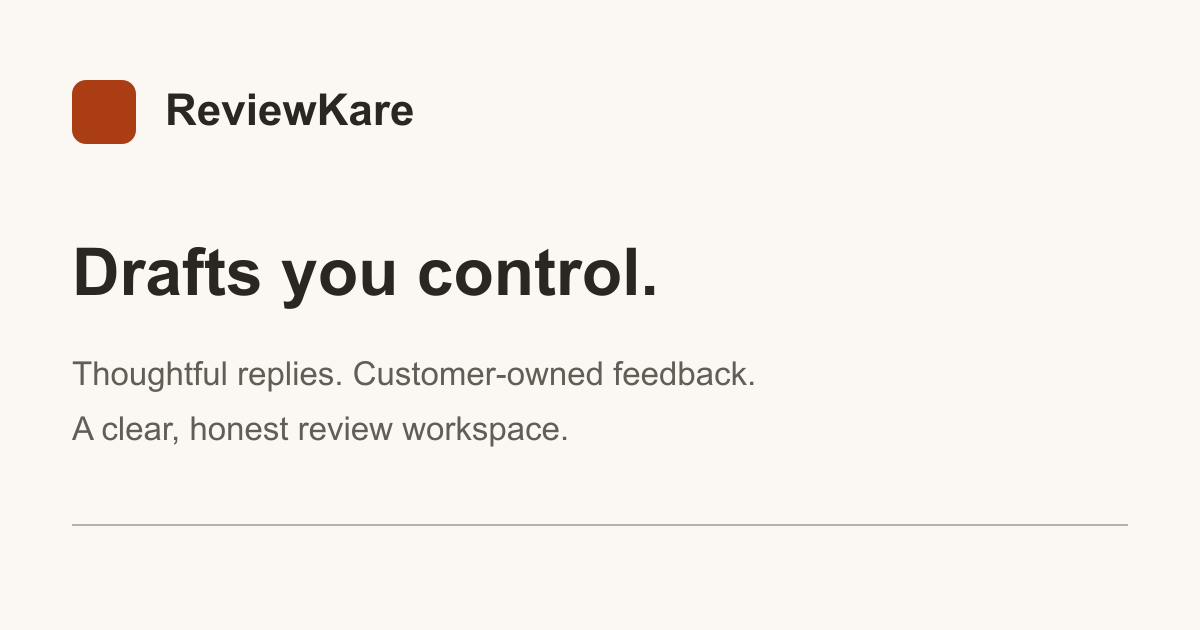 ReviewKare
Drafts you control.
Thoughtful replies. Customer-owned feedback.
A clear, honest review workspace.